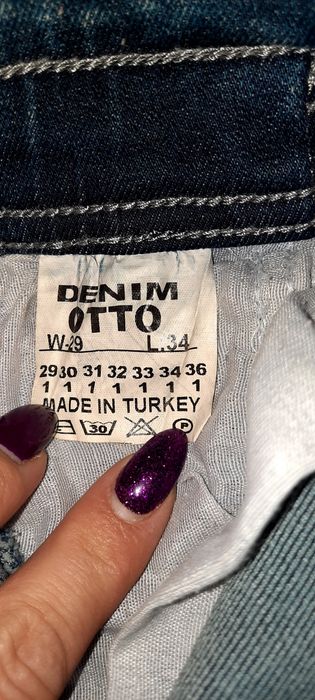 DENIM
OTTO
W-29 L.34
29 30 31 32 33 34 36
1 1 1 1 1 1 1
MADE IN TURKEY
30 P